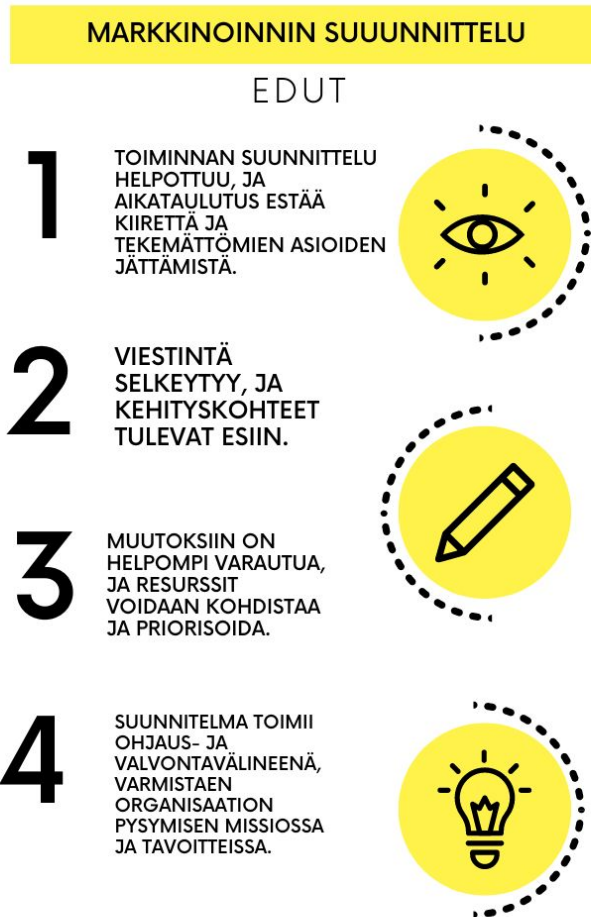 MARKKINOINNIN SUUUNNITTELU
EDUT
1
TOIMINNAN SUUNNITTELU
HELPOTTUU, JA
AIKATAULUTUS ESTÄÄ
KIIRETTÄ JA
TEKEMÄTTÖMIEN ASIOIDEN
JÄTTÄMISTÄ.
2
VIESTINTÄ
SELKEYTYY, JA
KEHITYSKOHTEET
TULEVAT ESIIN.
3
MUUTOKSIIN ON
HELPOMPI VARAUTUA,
JA RESURSSIT
VOIDAAN KOHDISTAA
JA PRIORISOIDA.
4
SUUNNITELMA TOIMII
OHJAUS- JA
VALVONTAVÄLINEENÄ,
VARMISTAEN
ORGANISAATION
PYSYMISEN MISSIOSSA
JA TAVOITTEISSA.